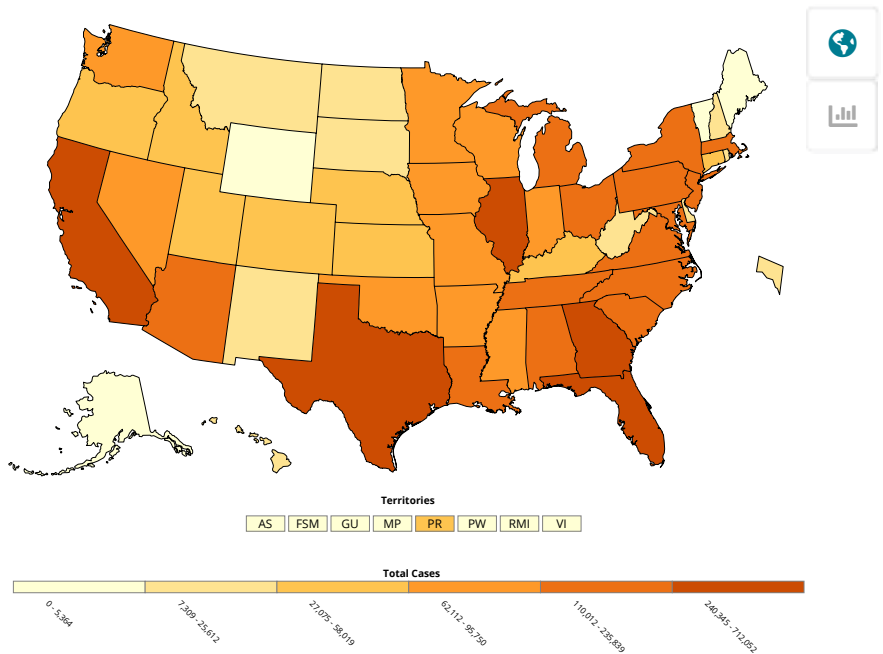 Territories
AS FSM GU MP PR PW RMI VI
Total Cases
0 - 5,364
7,309 - 25,612
27,075 - 58,019
62,112 - 95,750
110,012 - 235,839
240,345 - 712,052